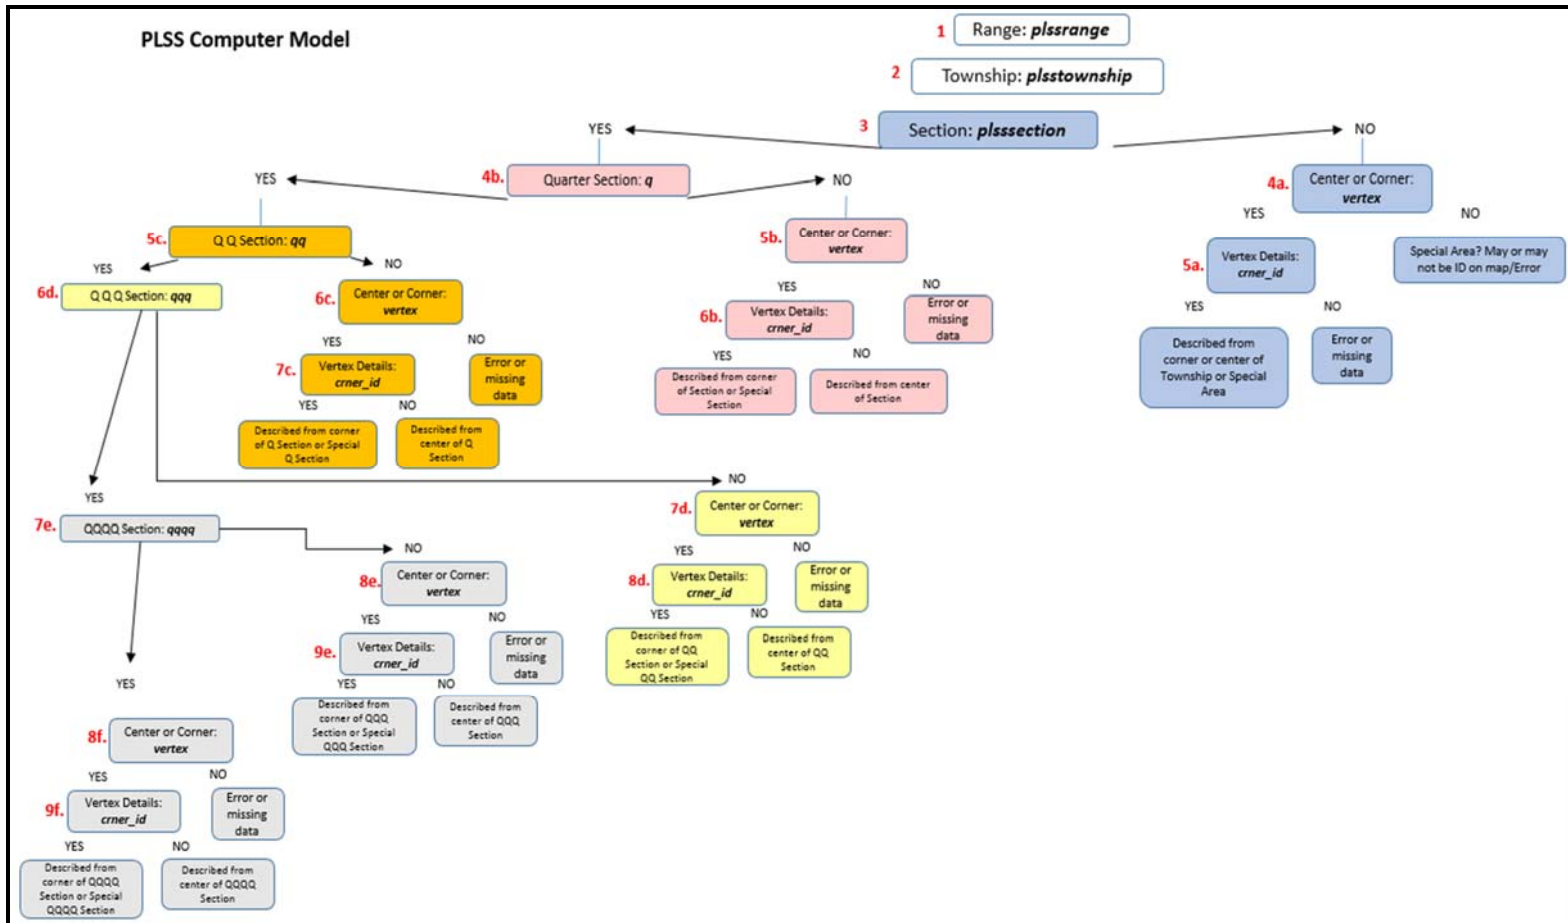 PLSS Computer Model
1 Range: plssrange
2 Township: plsstownship
3 Section: plsssection
YES
NO
4b. Quarter Section: q
4a. Center or Corner:
vertex
YES
NO
YES
NO
5c. Q Q Section: qq
5b. Center or Corner:
vertex
5a. Vertex Details:
crner_id
Special Area? May or may
not be ID on map/Error
YES
NO
YES
NO
YES
NO
6d. Q Q Q Section: qqq
6c. Center or Corner:
vertex
6b. Vertex Details:
crner_id
Error or
missing
data
Described from
corner or center of
Township or Special
Area
Error or
missing
data
YES
NO
YES
NO
7c. Vertex Details:
crner_id
Error or
missing
data
Described from corner
of Section or Special
Section
Described from center
of Section
YES
NO
Described from corner
of Q Section or Special
Q Section
Described from
center of Q
Section
YES
NO
7e. QQQQ Section: qqqq
7d. Center or Corner:
vertex
NO
YES
NO
8e. Center or Corner:
vertex
8d. Vertex Details:
crner_id
Error or
missing
data
YES
NO
YES
NO
9e. Vertex Details:
crner_id
Error or
missing
data
Described from
corner of QQ
Section or Special
QQ Section
Described from
center of QQ
Section
YES
YES
NO
Described from
corner of QQQ
Section or Special
QQQ Section
Described from
center of QQQ
Section
8f. Center or Corner:
vertex
YES
NO
9f. Vertex Details:
crner_id
Error or
missing
data
YES
NO
Described from
corner of QQQQ
Section or Special
QQQQ Section
Described from
center of QQQQ
Section